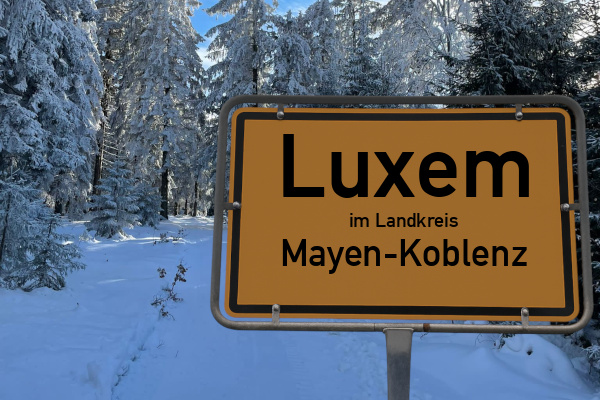 Luxem
im Landkreis
Mayen-Koblenz